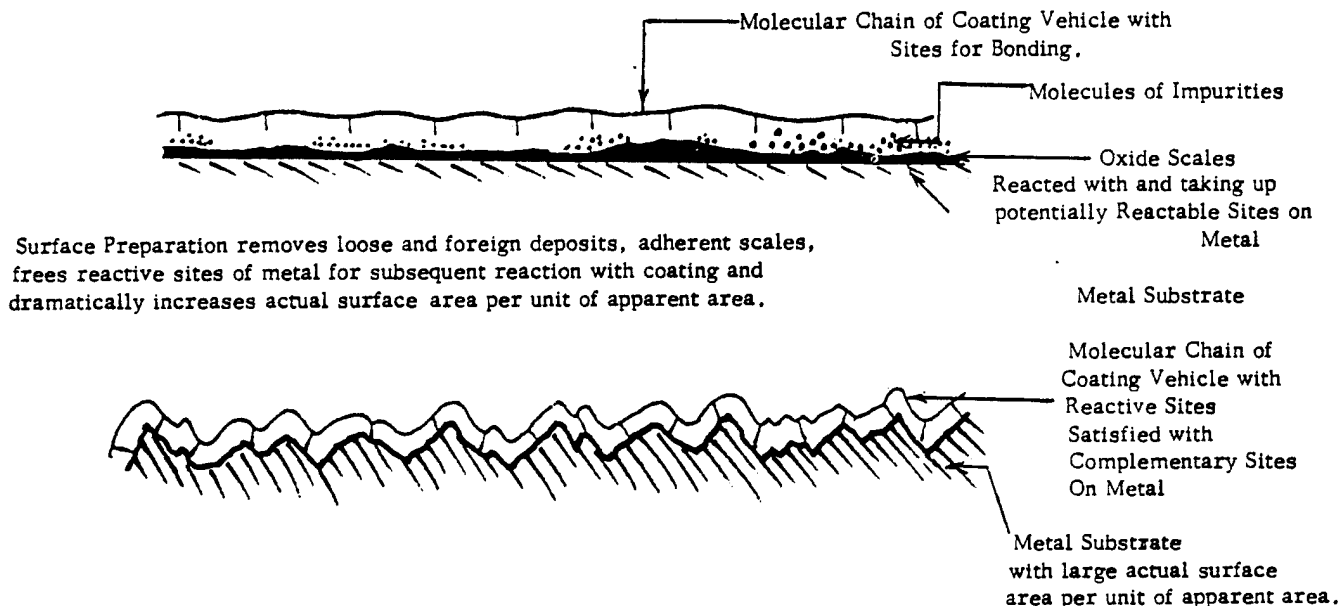 Molecular Chain of Coating Vehicle with
Sites for Bonding.
Molecules of Impurities
Oxide Scales
Reacted with and taking up
potentially Reactable Sites on
Metal
Surface Preparation removes loose and foreign deposits, adherent scales,
frees reactive sites of metal for subsequent reaction with coating and
dramatically increases actual surface area per unit of apparent area.
Metal Substrate
Molecular Chain of
Coating Vehicle with
Reactive Sites
Satisfied with
Complementary Sites
On Metal
Metal Substrate
with large actual surface
area per unit of apparent area.